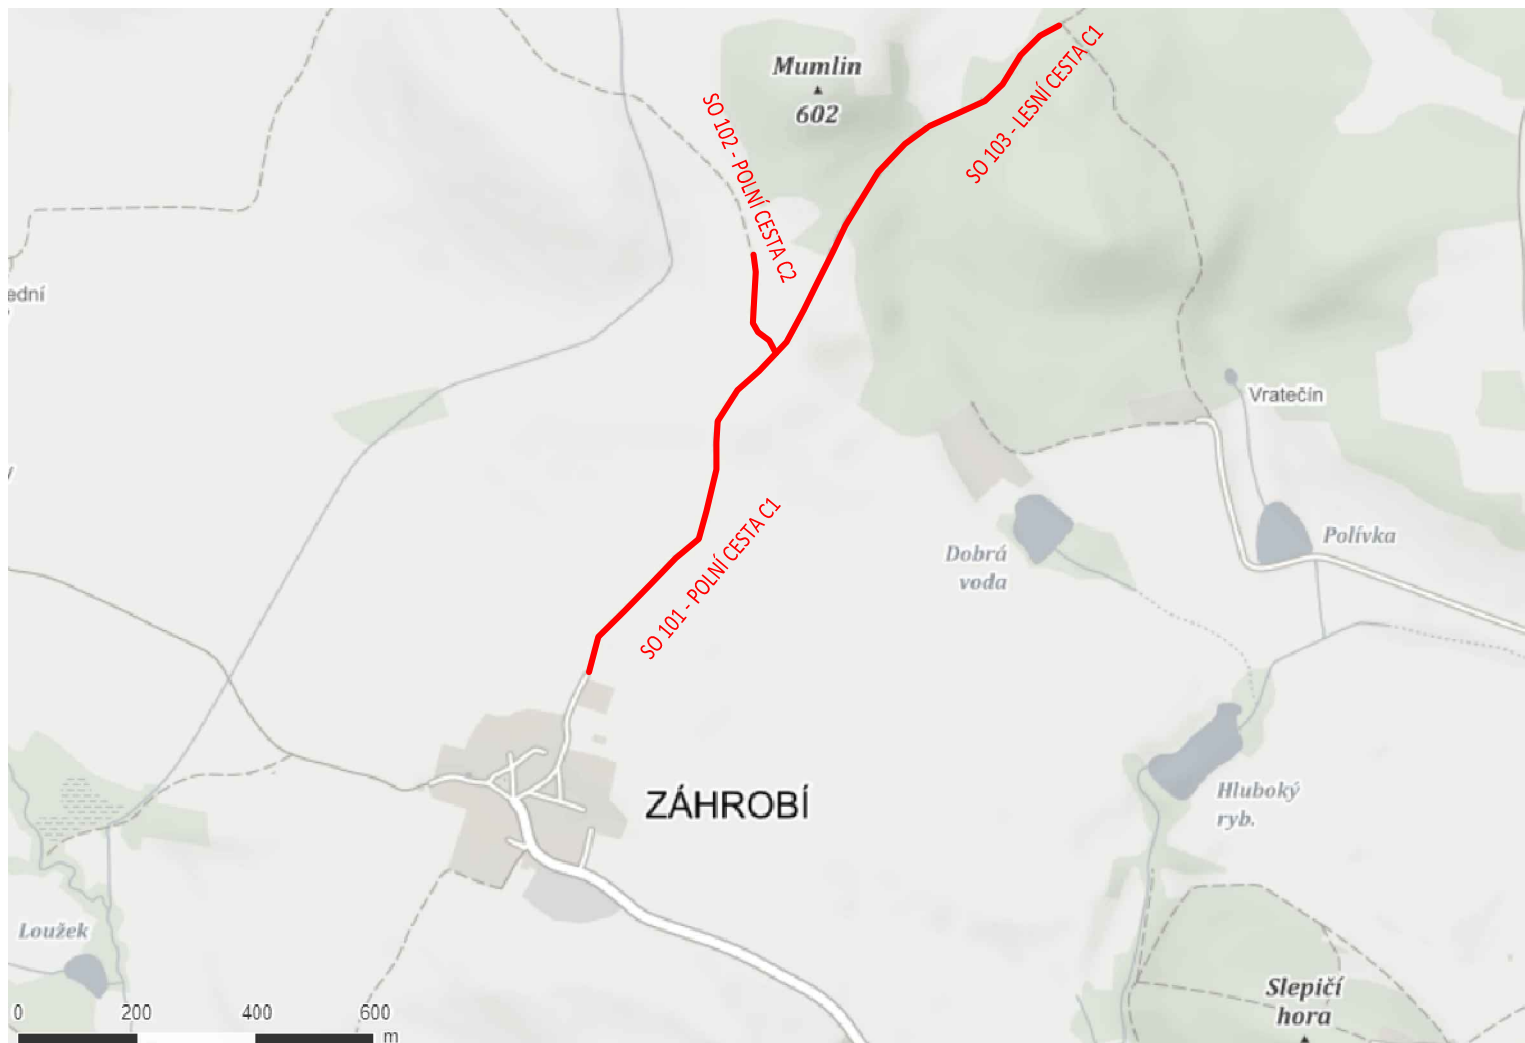 Mumlin
602
SO 103 - LESNÍ CESTA C1
SO 102 - POLNÍ CESTA C2
ední
Vratečín
SO 101 - POLNÍ CESTA C1
Polívka
Dobrá
voda
ZÁHROBÍ
Hluboký
ryb.
Loužek
Slepičí
hora
0 200 400 600
m